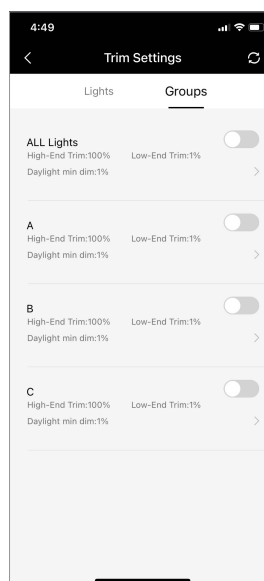 4:49
Trim Settings
Lights Groups
ALL Lights
High-End Trim:100% Low-End Trim:1%
Daylight min dim:1%
A
High-End Trim:100% Low-End Trim:1%
Daylight min dim:1%
B
High-End Trim:100% Low-End Trim:1%
Daylight min dim:1%
C
High-End Trim:100% Low-End Trim:1%
Daylight min dim:1%